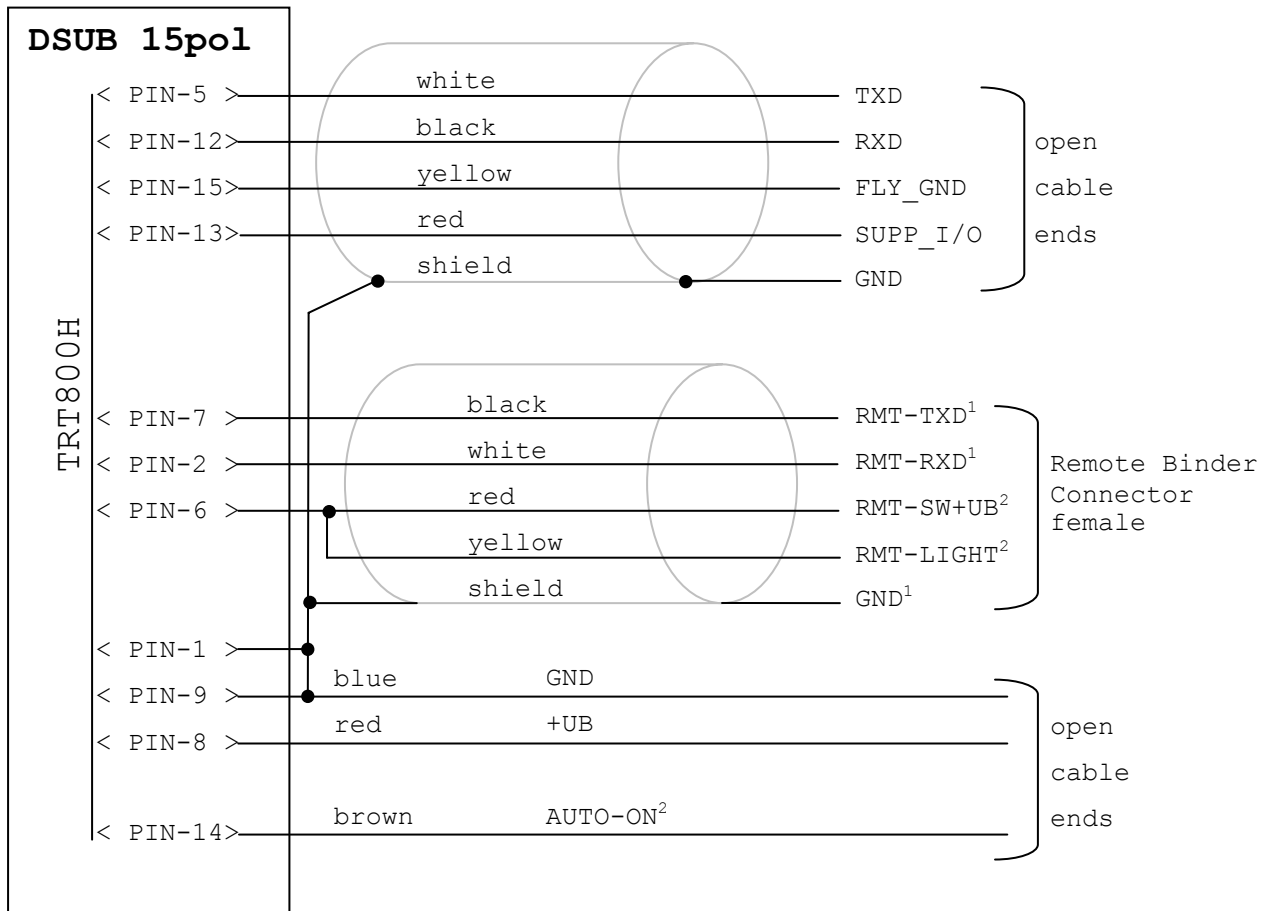 DSUB 15pol
< PIN-5 > white TXD
< PIN-12> black RXD open
< PIN-15> yellow FLY_GND cable
< PIN-13> red SUPP_I/O ends
shield GND
TRT800H
< PIN-7 > black RMT-TXD¹
< PIN-2 > white RMT-RXD¹ Remote Binder
< PIN-6 > red RMT-SW+UB² Connector
female
yellow RMT-LIGHT²
shield GND¹
< PIN-1 >
< PIN-9 > blue GND
< PIN-8 > red +UB open
cable
< PIN-14> brown AUTO-ON² ends